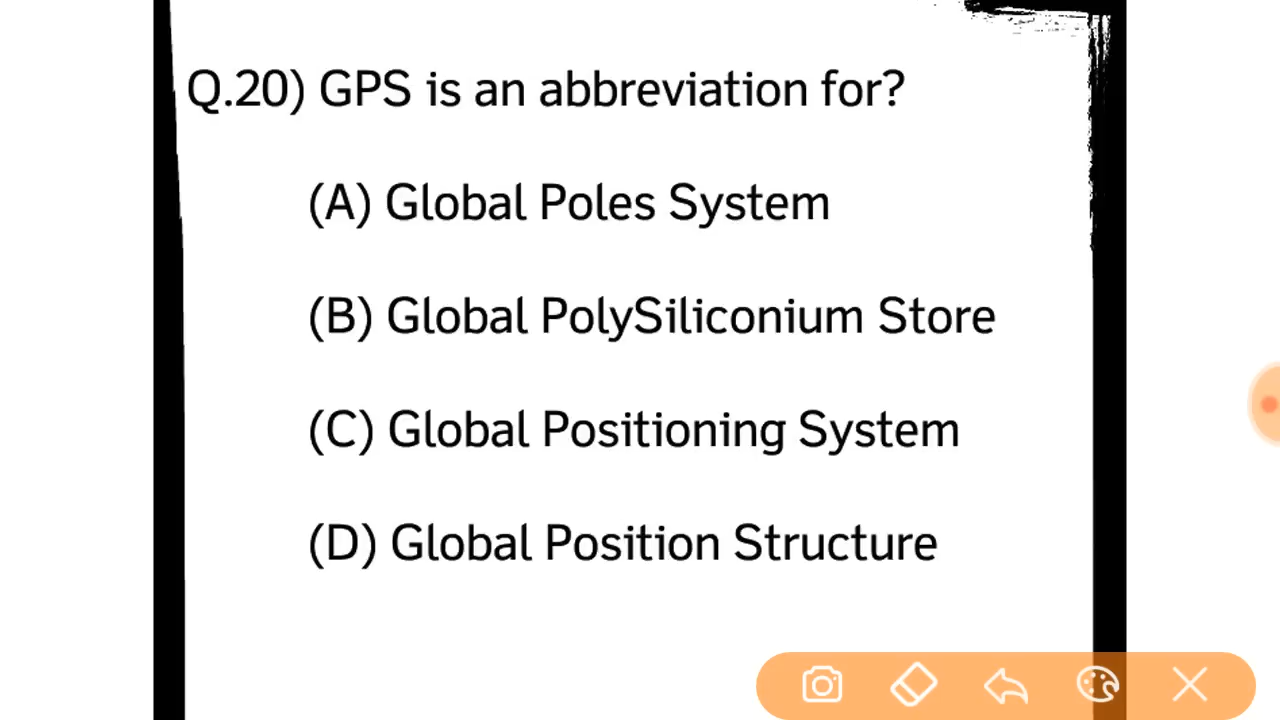 Q.20) GPS is an abbreviation for?
(A) Global Poles System
(B) Global PolySiliconium Store
(C) Global Positioning System
(D) Global Position Structure